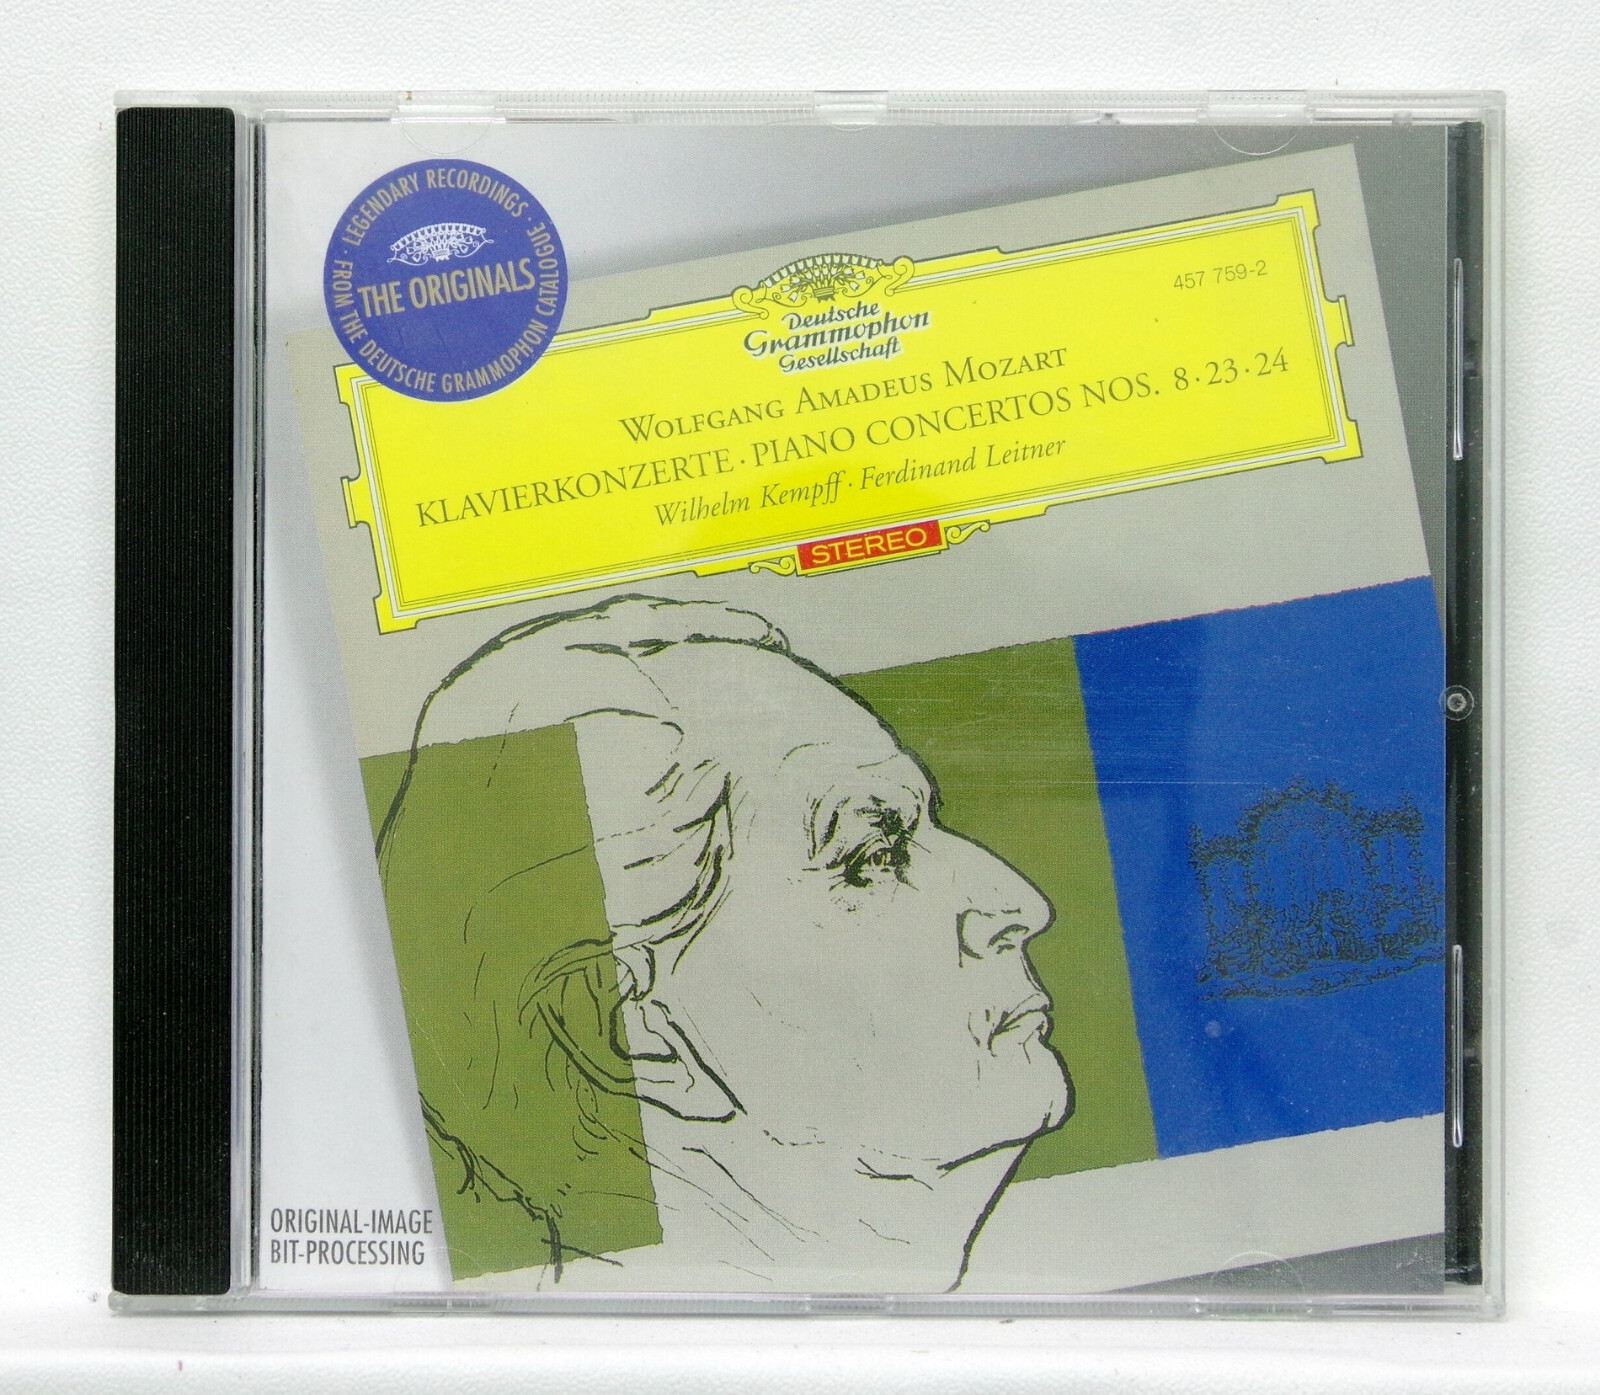 · LEGENDARY RECORDINGS ·
FROM THE DEUTSCHE GRAMMOPHON CATALOGUE
THE ORIGINALS
457 759-2
Deutsche
Grammophon
Gesellschaft
WOLFGANG AMADEUS MOZART
KLAVIERKONZERTE · PIANO CONCERTOS NOS. 8 · 23 · 24
Wilhelm Kempff · Ferdinand Leitner
STEREO
ORIGINAL-IMAGE
BIT-PROCESSING